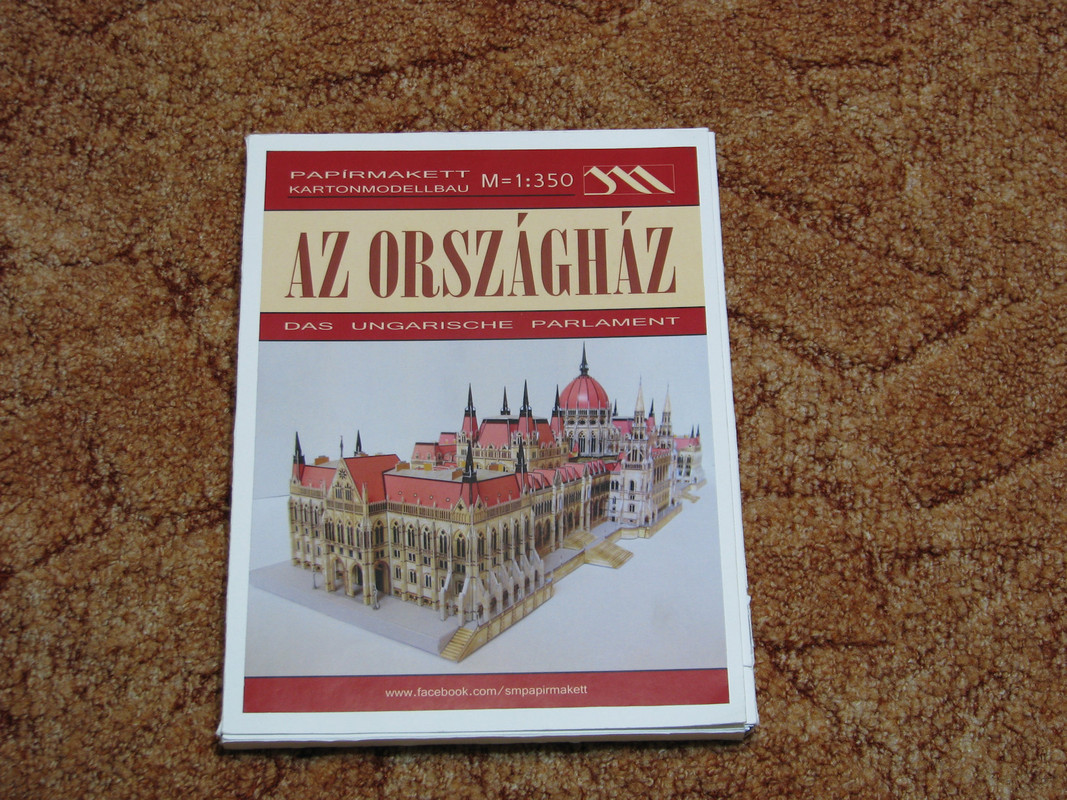 PAPÍRMAKETT
KARTONMODELLBAU
M=1:350
AZ ORSZÁGHÁZ
DAS UNGARISCHE PARLAMENT
www.facebook.com/smpapirmakett